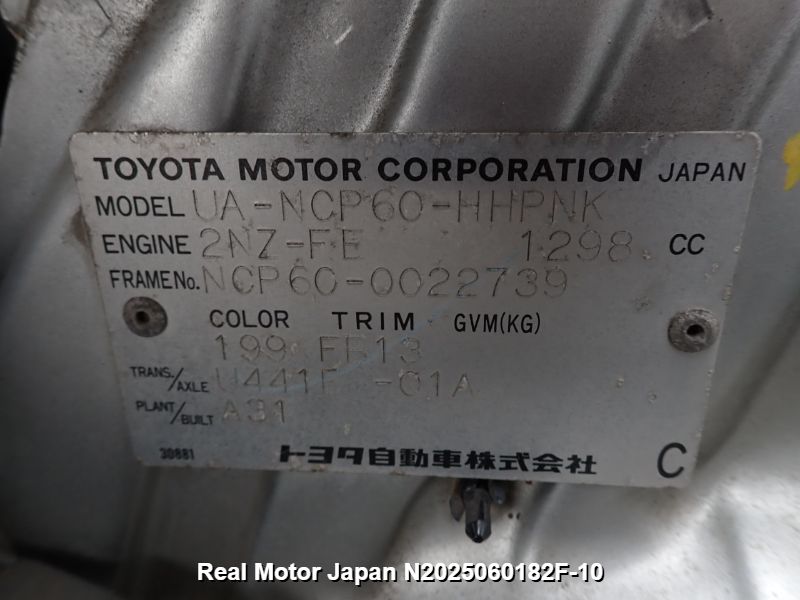 TOYOTA MOTOR CORPORATION JAPAN
MODEL UA-NCP60-HHPNK
ENGINE 2NZ-FE 1298 CC
FRAME No. NCP60-0022739
COLOR TRIM GVM(KG)
199 FB13
TRANS./AXLE U441E -01A
PLANT/BUILT A31
30881 トヨタ自動車株式会社 C
Real Motor Japan N2025060182F-10